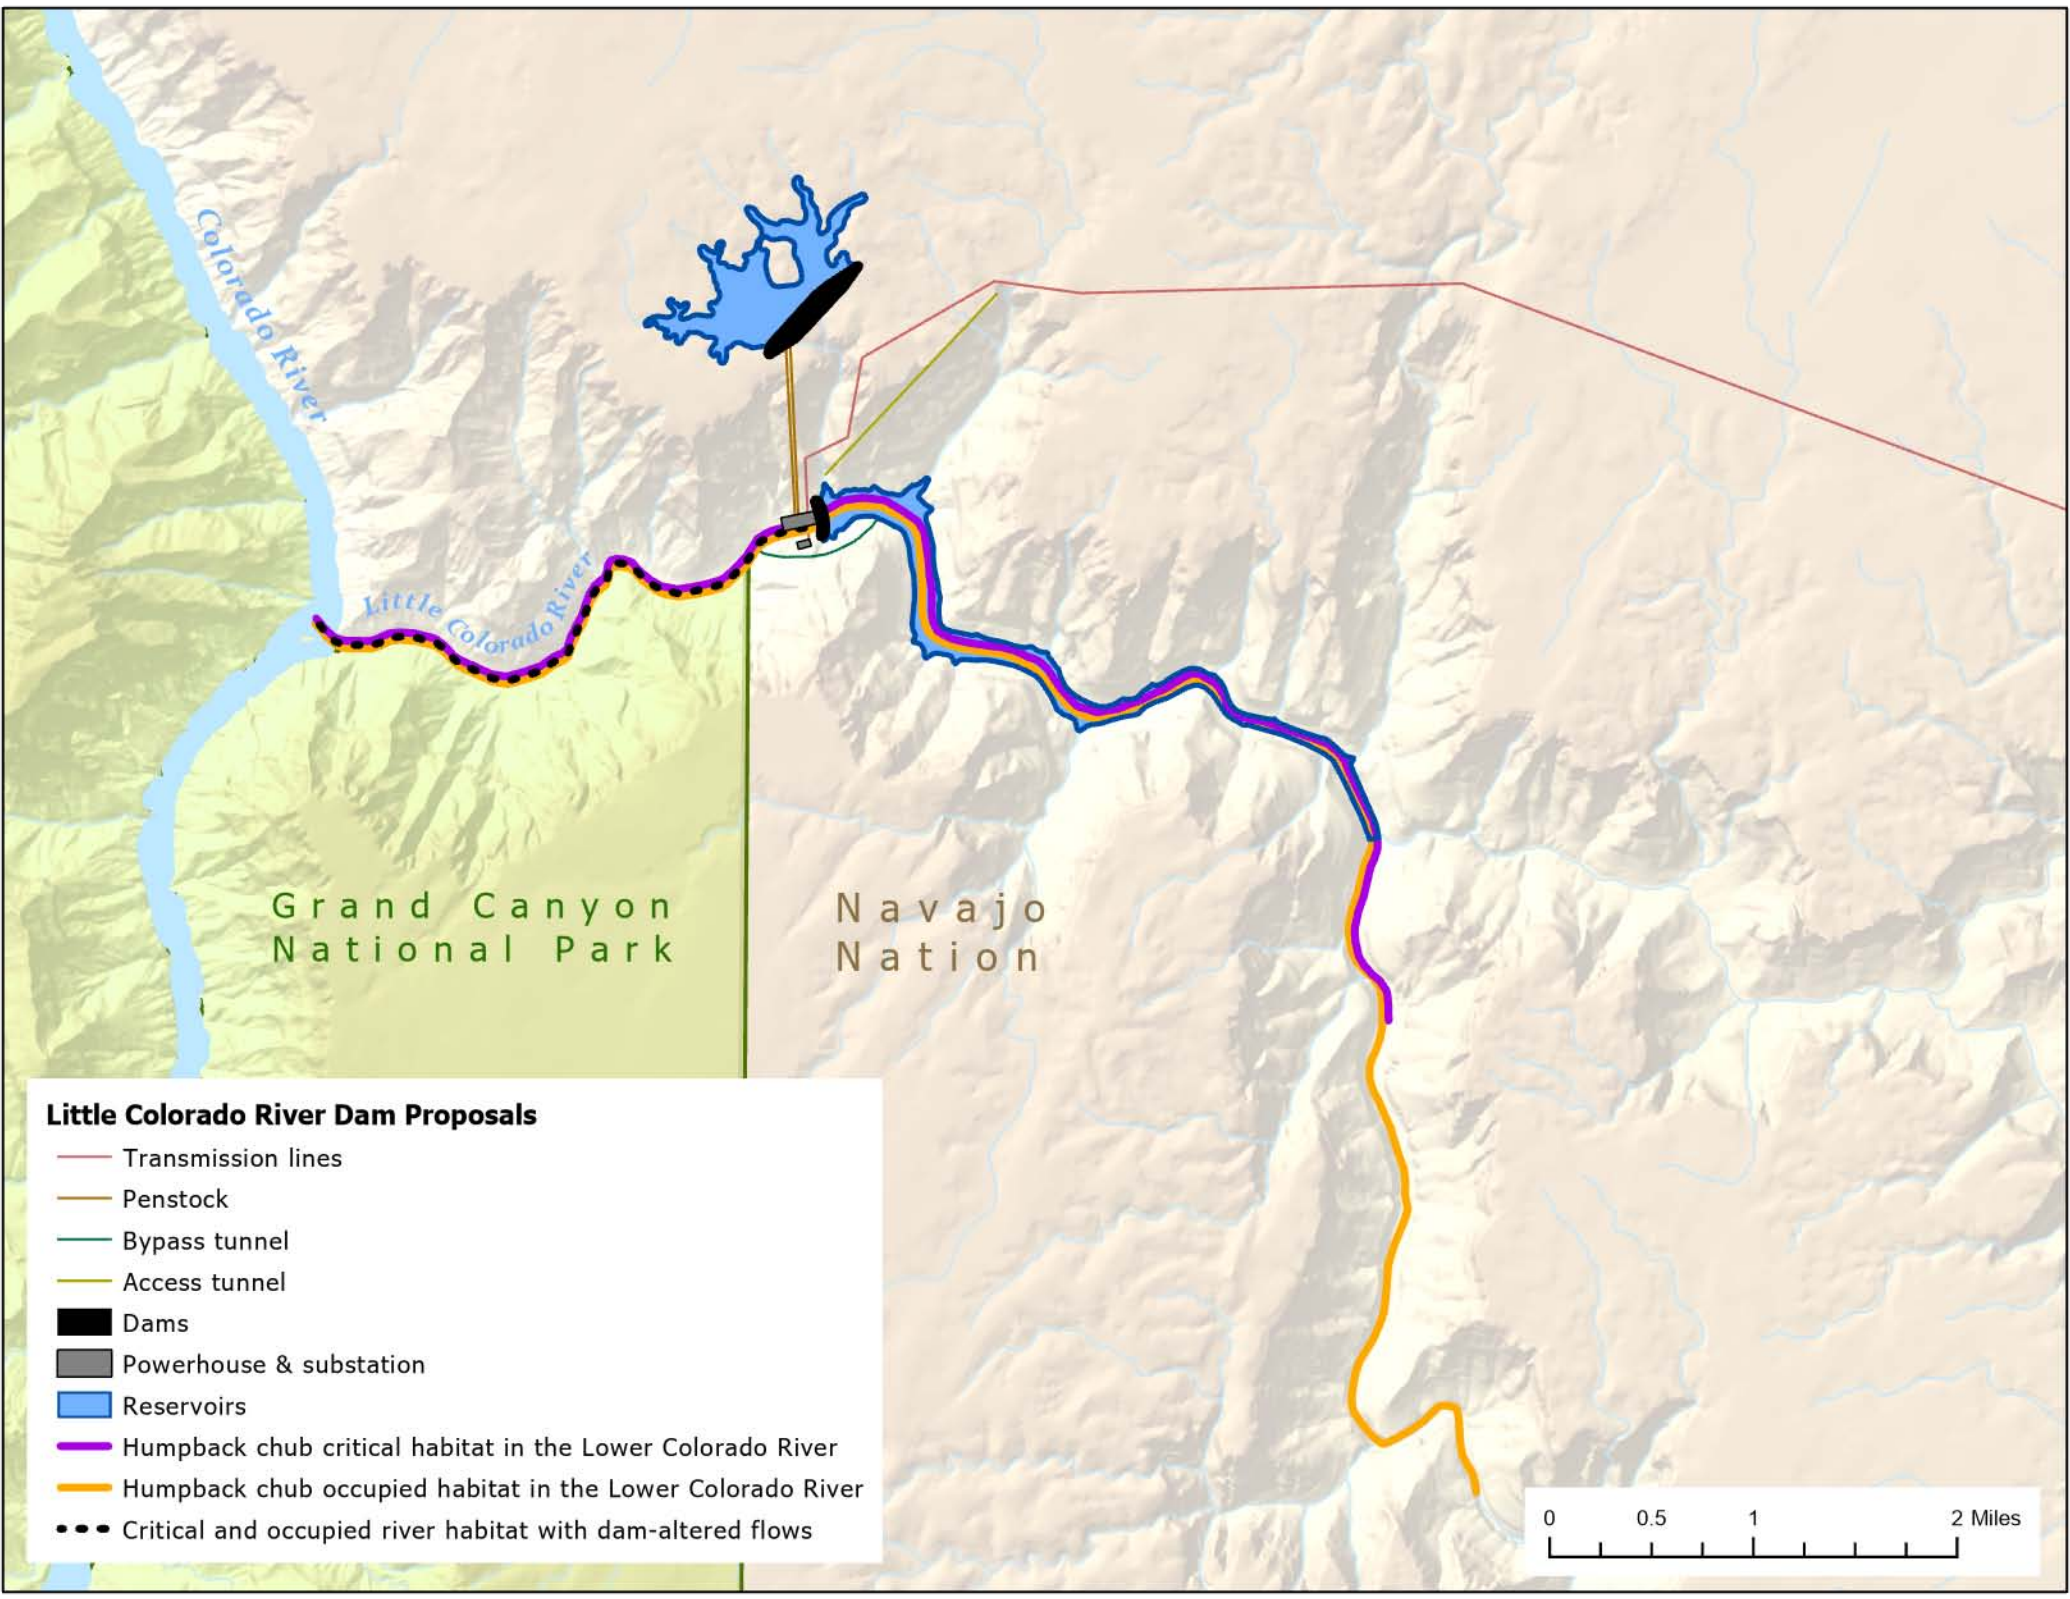 Colorado River
Little Colorado River
Grand Canyon
National Park
Navajo
Nation
Little Colorado River Dam Proposals
Transmission lines
Penstock
Bypass tunnel
Access tunnel
Dams
Powerhouse & substation
Reservoirs
Humpback chub critical habitat in the Lower Colorado River
Humpback chub occupied habitat in the Lower Colorado River
Critical and occupied river habitat with dam-altered flows
0 0.5 1 2 Miles